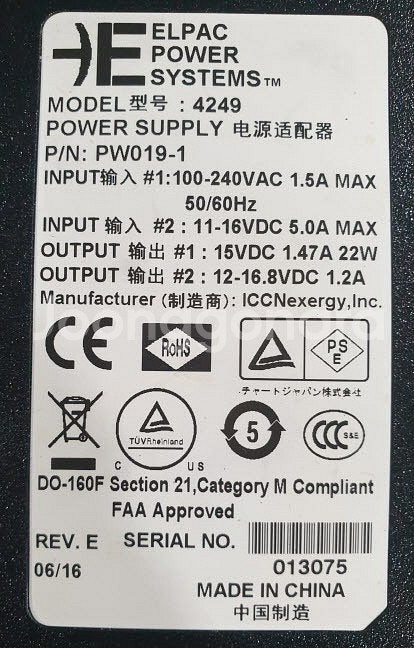 ELPAC
POWER
SYSTEMS™
MODEL 型号 : 4249
POWER SUPPLY 电源适配器
P/N: PW019-1
INPUT输入 #1:100-240VAC 1.5A MAX
50/60Hz
INPUT 输入 #2 : 11-16VDC 5.0A MAX
OUTPUT 输出 #1 : 15VDC 1.47A 22W
OUTPUT 输出 #2 : 12-16.8VDC 1.2A
Manufacturer (制造商): ICCNexergy,Inc.
CE
RoHS
PS
E
チャートジャパン株式会社
TÜVRheinland
C US
5
CCC S&E
DO-160F Section 21,Category M Compliant
FAA Approved
REV. E SERIAL NO.
06/16 013075
MADE IN CHINA
中国制造